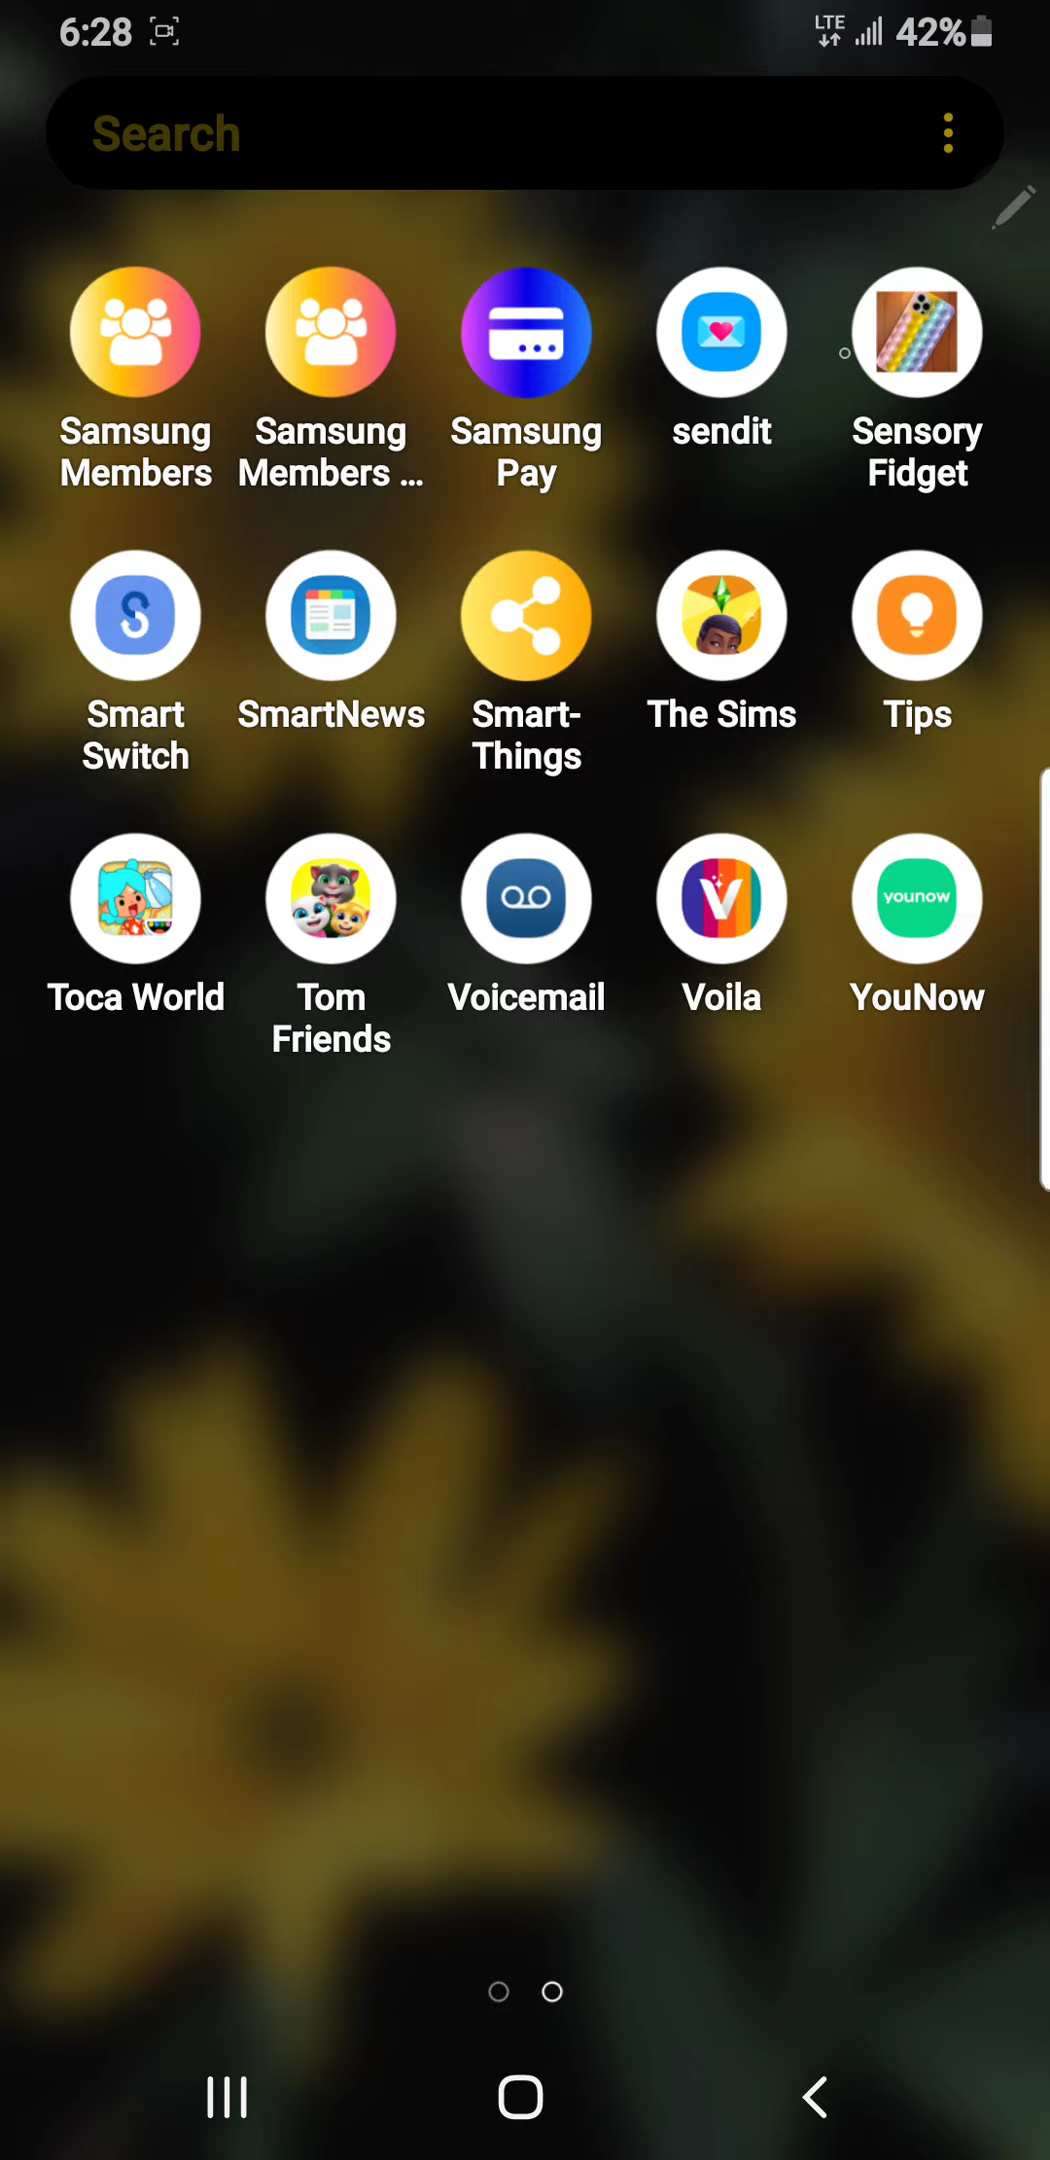 6:28 LTE 42%
Search
Samsung Samsung Samsung sendit Sensory
Members Members ... Pay Fidget
Smart SmartNews Smart- The Sims Tips
Switch Things
younow
Toca World Tom Voicemail Voila YouNow
Friends